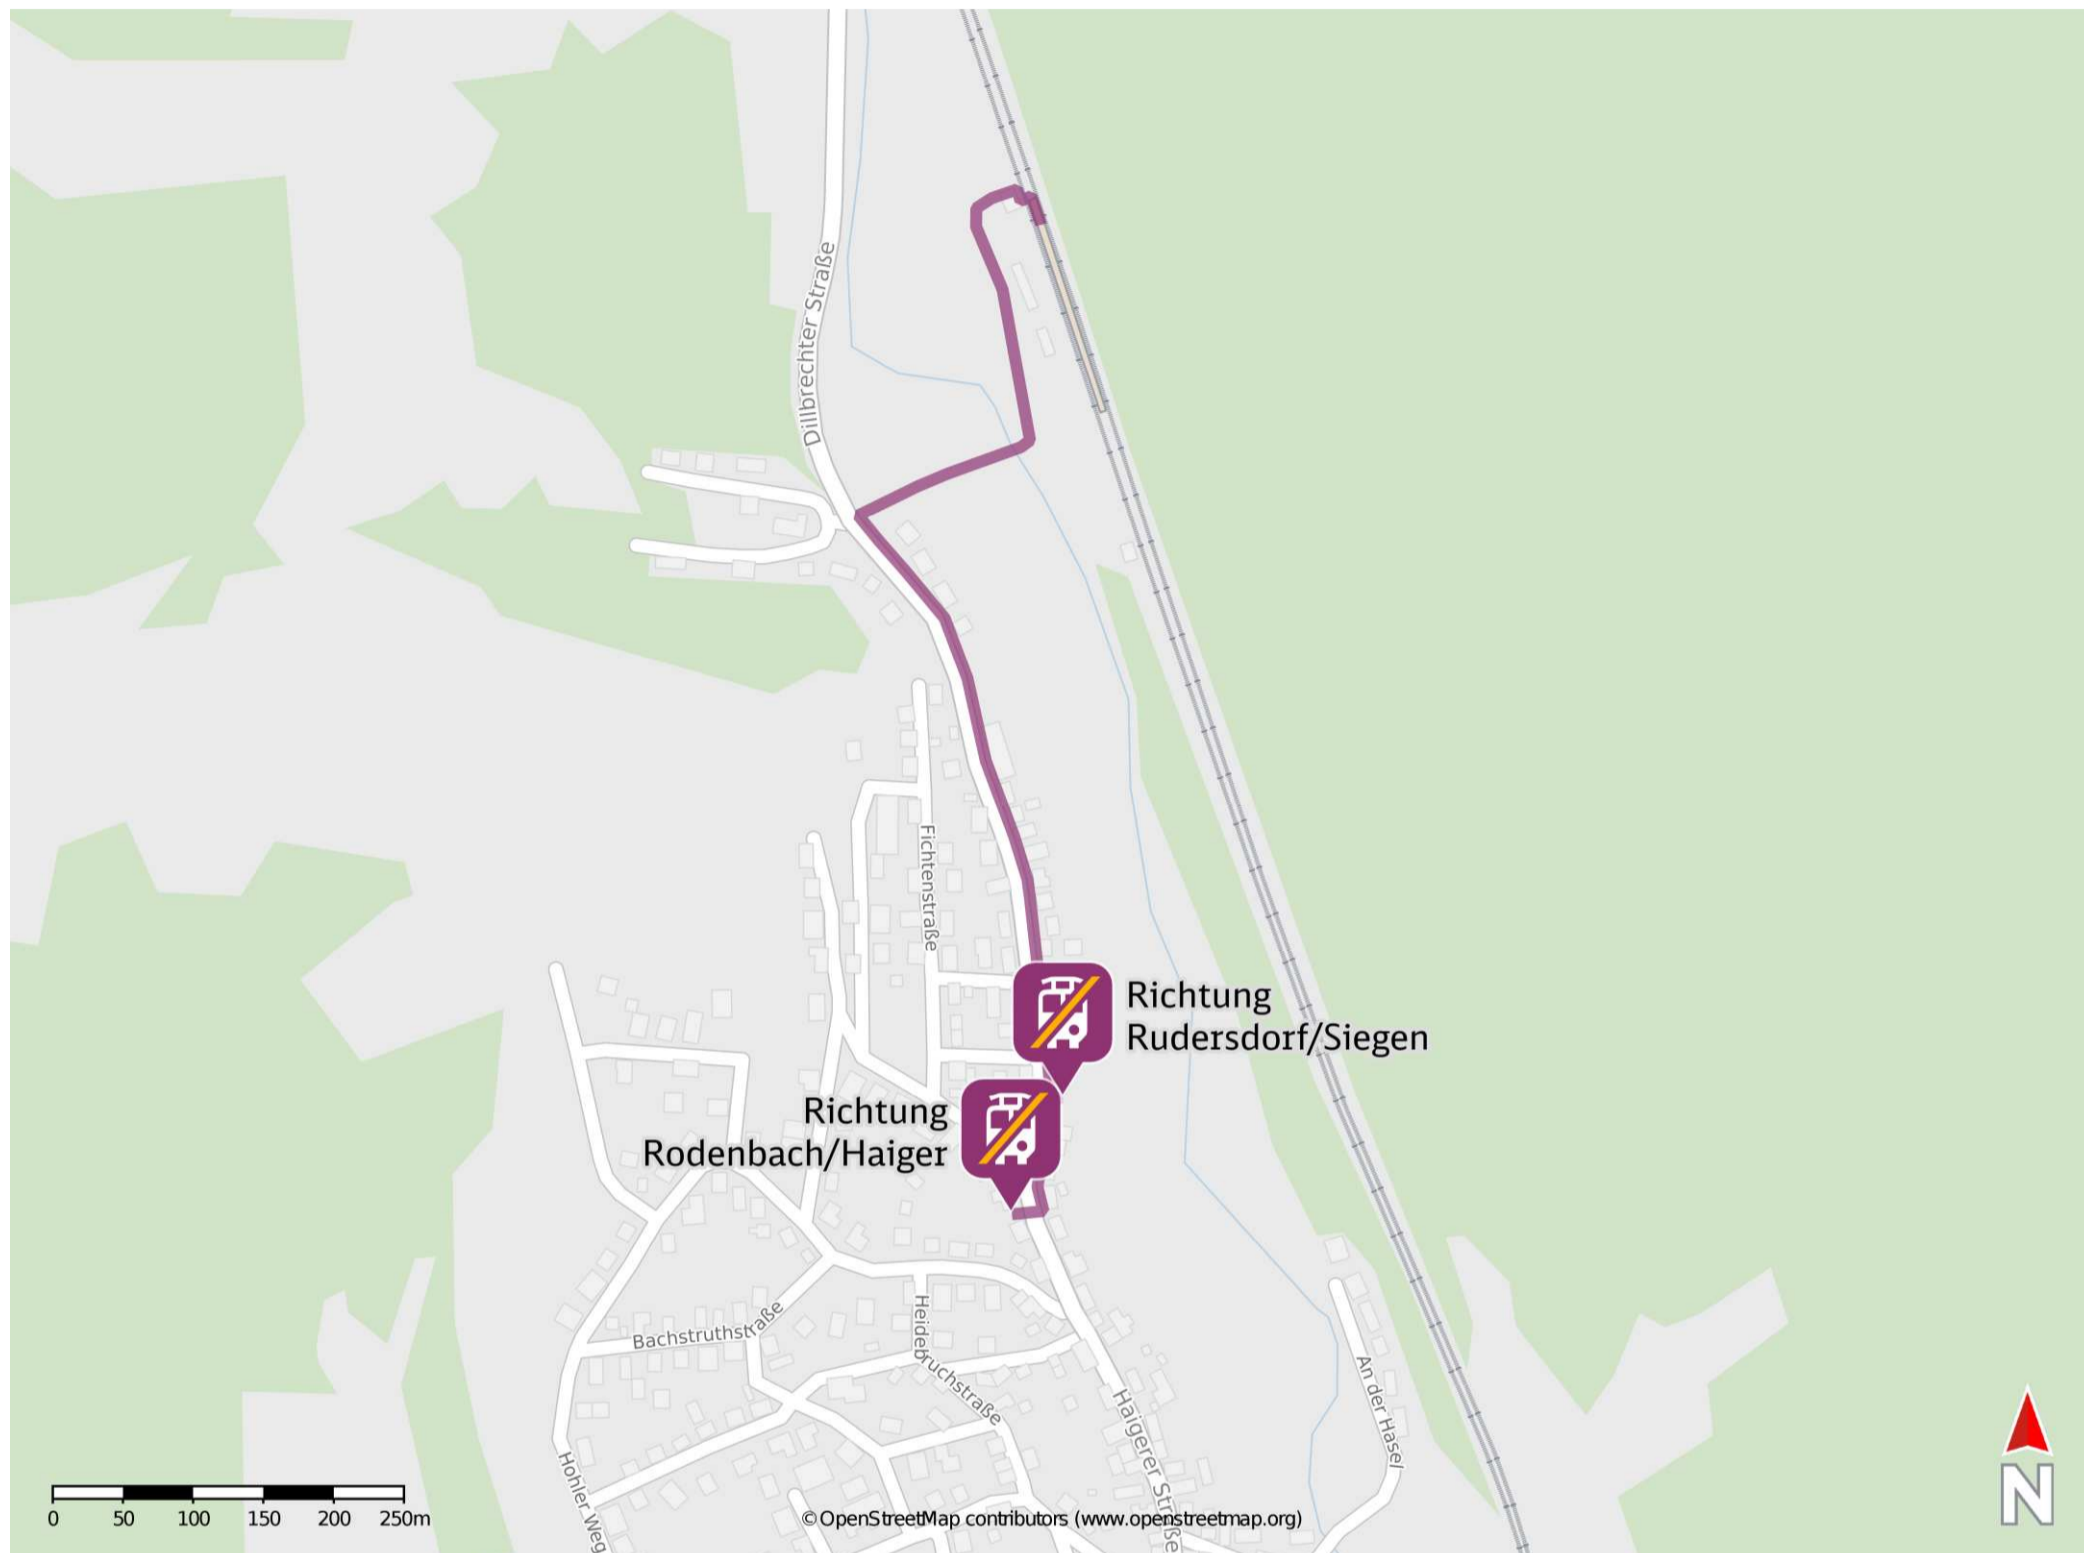 Dillbrechter Straße
Fichtenstraße
Richtung
Rudersdorf/Siegen
Richtung
Rodenbach/Haiger
Bachstruthstraße
Heidebruchstraße
An der Hasel
Haigerer Straße
Hohler Weg
0 50 100 150 200 250m
© OpenStreetMap contributors (www.openstreetmap.org)
N